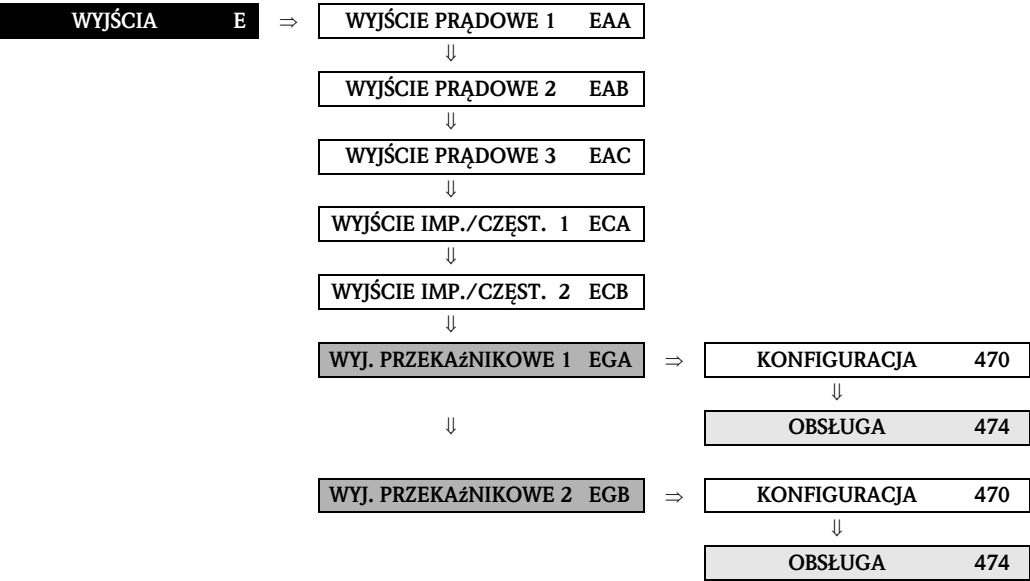 WYJŚCIA E ⇒ WYJŚCIE PRĄDOWE 1 EAA
⇓
WYJŚCIE PRĄDOWE 2 EAB
⇓
WYJŚCIE PRĄDOWE 3 EAC
⇓
WYJŚCIE IMP./CZĘST. 1 ECA
⇓
WYJŚCIE IMP./CZĘST. 2 ECB
⇓
WYJ. PRZEKAźNIKOWE 1 EGA ⇒ KONFIGURACJA 470
⇓
⇓ OBSŁUGA 474
WYJ. PRZEKAźNIKOWE 2 EGB ⇒ KONFIGURACJA 470
⇓
OBSŁUGA 474